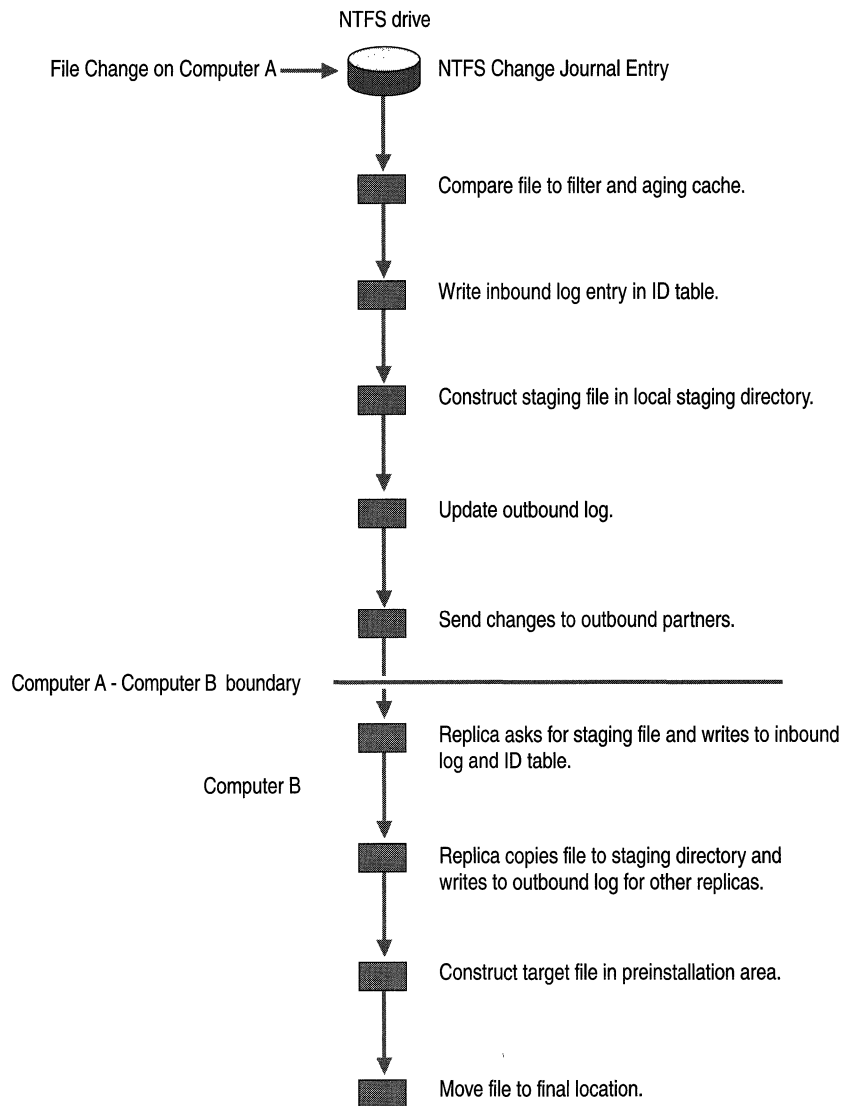 NTFS drive
File Change on Computer A
NTFS Change Journal Entry
Compare file to filter and aging cache.
Write inbound log entry in ID table.
Construct staging file in local staging directory.
Update outbound log.
Send changes to outbound partners.
Computer A - Computer B boundary
Replica asks for staging file and writes to inbound
log and ID table.
Computer B
Replica copies file to staging directory and
writes to outbound log for other replicas.
Construct target file in preinstallation area.
Move file to final location.